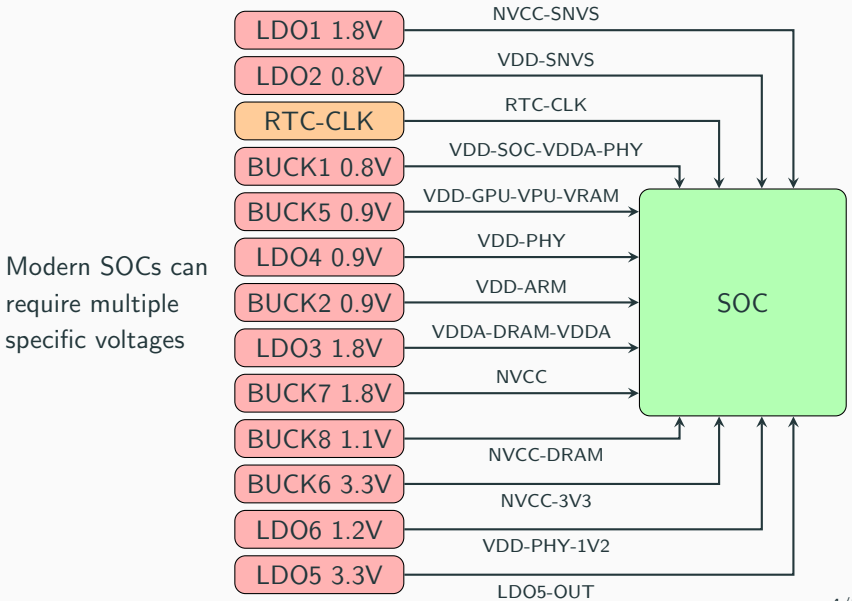 Modern SOCs can
require multiple
specific voltages
LDO1 1.8V
NVCC-SNVS
LDO2 0.8V
VDD-SNVS
RTC-CLK
RTC-CLK
BUCK1 0.8V
VDD-SOC-VDDA-PHY
BUCK5 0.9V
VDD-GPU-VPU-VRAM
LDO4 0.9V
VDD-PHY
BUCK2 0.9V
VDD-ARM
LDO3 1.8V
VDDA-DRAM-VDDA
BUCK7 1.8V
NVCC
BUCK8 1.1V
NVCC-DRAM
BUCK6 3.3V
NVCC-3V3
LDO6 1.2V
VDD-PHY-1V2
LDO5 3.3V
LDO5-OUT
SOC